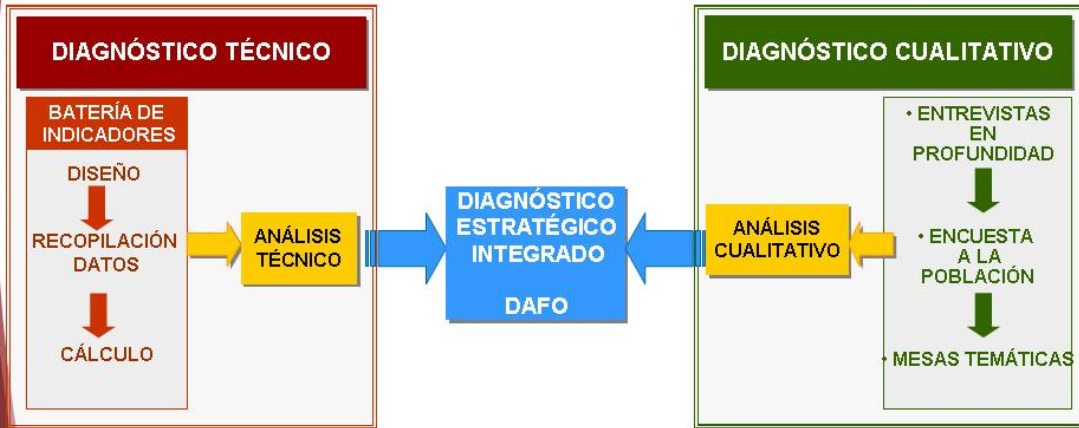 DIAGNÓSTICO TÉCNICO
BATERÍA DE
INDICADORES
DISEÑO
RECOPILACIÓN
DATOS
CÁLCULO
ANÁLISIS
TÉCNICO
DIAGNÓSTICO
ESTRATÉGICO
INTEGRADO
DAFO
DIAGNÓSTICO CUALITATIVO
ANÁLISIS
CUALITATIVO
• ENTREVISTAS
EN
PROFUNDIDAD
• ENCUESTA
A LA
POBLACIÓN
• MESAS TEMÁTICAS